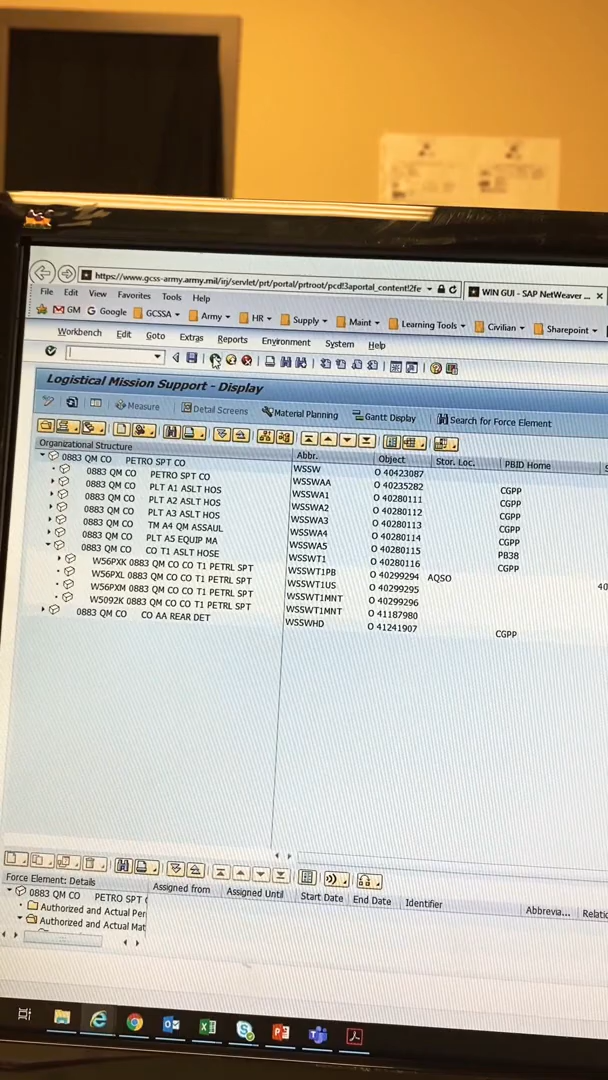 https://www.gcss-army.army.mil/irj/servlet/prt/portal/prtroot/pcd!3aportal_content!2fe
WIN GUI - SAP NetWeaver ...
File Edit View Favorites Tools Help
GM Google GCSSA Army HR Supply Maint Learning Tools Civilian Sharepoint
Workbench Edit Goto Extras Reports Environment System Help
Logistical Mission Support - Display
Measure Detail Screens Material Planning Gantt Display Search for Force Element
Organizational Structure Abbr. Object Stor. Loc. PBID Home
0883 QM CO PETRO SPT CO WSSW O 40423087
0883 QM CO PETRO SPT CO WSSWAA O 40235282 CGPP
0883 QM CO PLT A1 ASLT HOS WSSWA1 O 40280111 CGPP
0883 QM CO PLT A2 ASLT HOS WSSWA2 O 40280112 CGPP
0883 QM CO PLT A3 ASLT HOS WSSWA3 O 40280113 CGPP
0883 QM CO TM A4 QM ASSAUL WSSWA4 O 40280114 CGPP
0883 QM CO PLT A5 EQUIP MA WSSWA5 O 40280115 PB38
0883 QM CO CO T1 ASLT HOSE WSSWT1 O 40280116 CGPP
W56PXK 0883 QM CO CO T1 PETRL SPT WSSWT1PB O 40299294 AQSO
W56PXL 0883 QM CO CO T1 PETRL SPT WSSWT1US O 40299295 40
W56PXM 0883 QM CO CO T1 PETRL SPT WSSWT1MNT O 40299296
W5092K 0883 QM CO CO T1 PETRL SPT WSSWT1MNT O 41187980
0883 QM CO CO AA REAR DET WSSWHD O 41241907 CGPP
Force Element: Details Assigned from Assigned Until Start Date End Date Identifier Abbrevia... Relatio
0883 QM CO PETRO SPT
Authorized and Actual Per
Authorized and Actual Mat